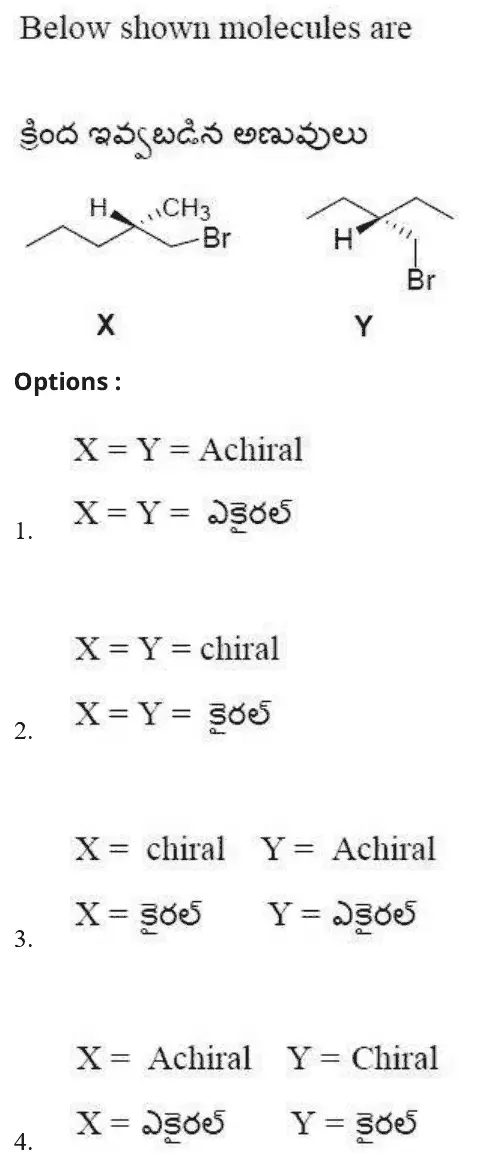 Below shown molecules are
క్రింద ఇవ్వబడిన అణువులు
H CH3
Br
H
Br
X Y
Options :
X = Y = Achiral
1. X = Y = ఎకైరల్
X = Y = chiral
2. X = Y = కైరల్
X = chiral Y = Achiral
3. X = కైరల్ Y = ఎకైరల్
X = Achiral Y = Chiral
4. X = ఎకైరల్ Y = కైరల్